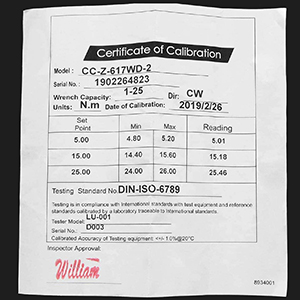 Certificate of Calibration
Model : CC-Z-617WD-2
Serial No. : 1902264823
Wrench Capacity: 1-25 Dir: CW
Units: N.m Date of Calibration: 2019/2/26
Set Point Min Max Reading
5.00 4.80 5.20 5.01
15.00 14.40 15.60 15.18
25.00 24.00 26.00 25.46
Testing Standard No. DIN-ISO-6789
Testing is in compliance with International standards with test equipment and reference
standards calibrated by a laboratory traceable to International standards.
Tester Model: LU-001
Serial No.: D003
Calibrated Accuracy of Testing equipment: <+/- 1.0%@20°C
Inspector Approval:
William
8934001